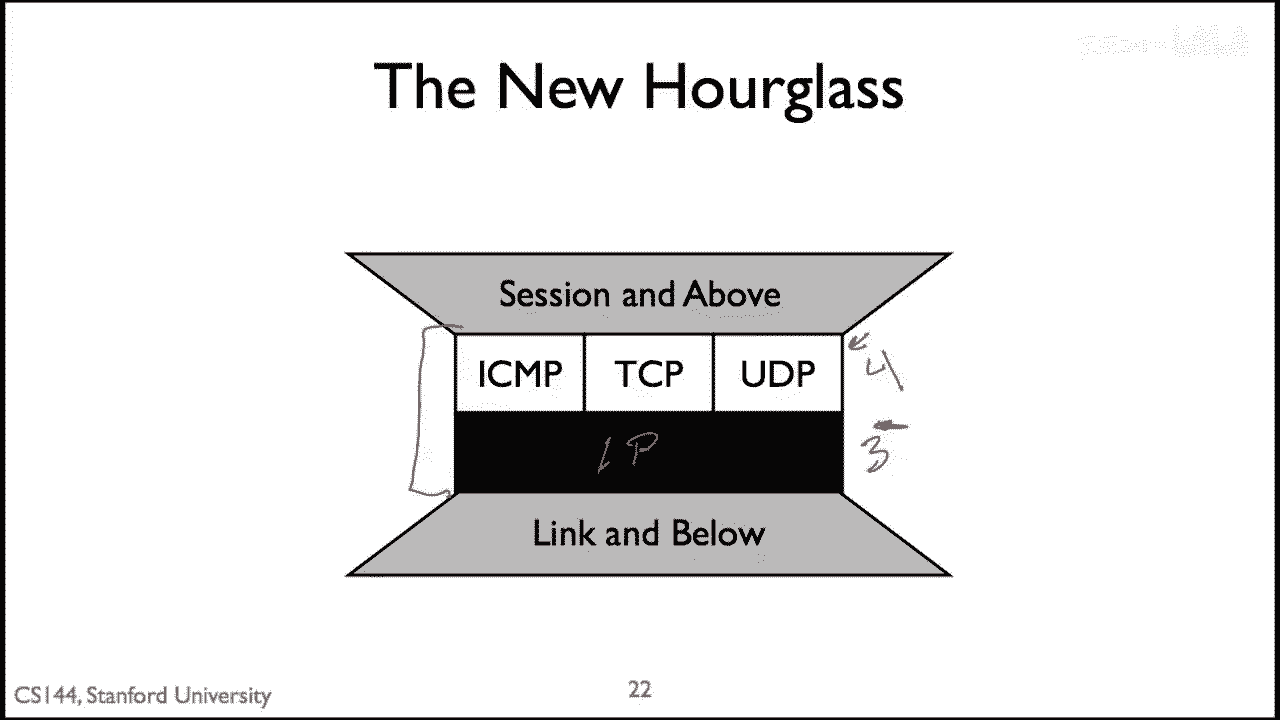 The New Hourglass
Session and Above
ICMP TCP UDP
4
IP
3
Link and Below
CS144, Stanford University
22